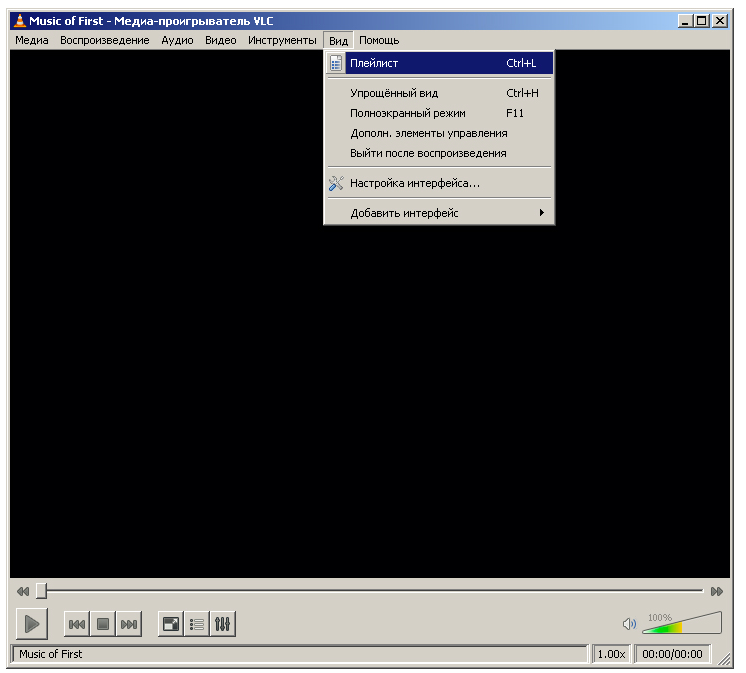 Music of First - Медиа-проигрыватель VLC
Медиа Воспроизведение Аудио Видео Инструменты Вид Помощь
Плейлист Ctrl+L
Упрощённый вид Ctrl+H
Полноэкранный режим F11
Дополн. элементы управления
Выйти после воспроизведения
Настройка интерфейса...
Добавить интерфейс
100%
Music of First 1.00x 00:00/00:00